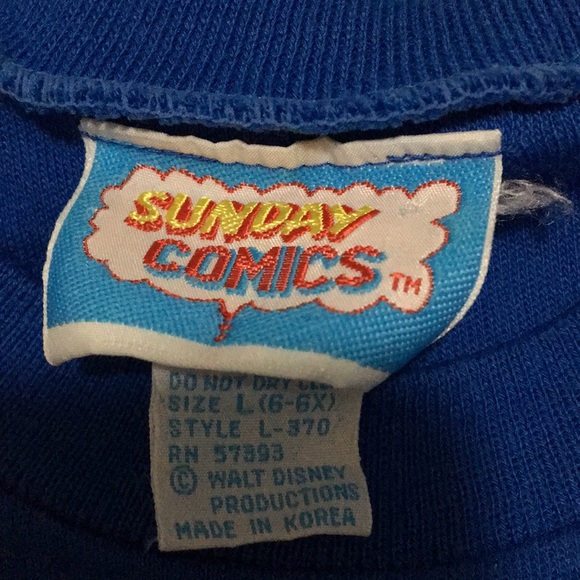 SUNDAY
COMICS TM
DO NOT DRY
SIZE L (6-6X)
STYLE L-370
RN 57393
© WALT DISNEY
PRODUCTIONS
MADE IN KOREA